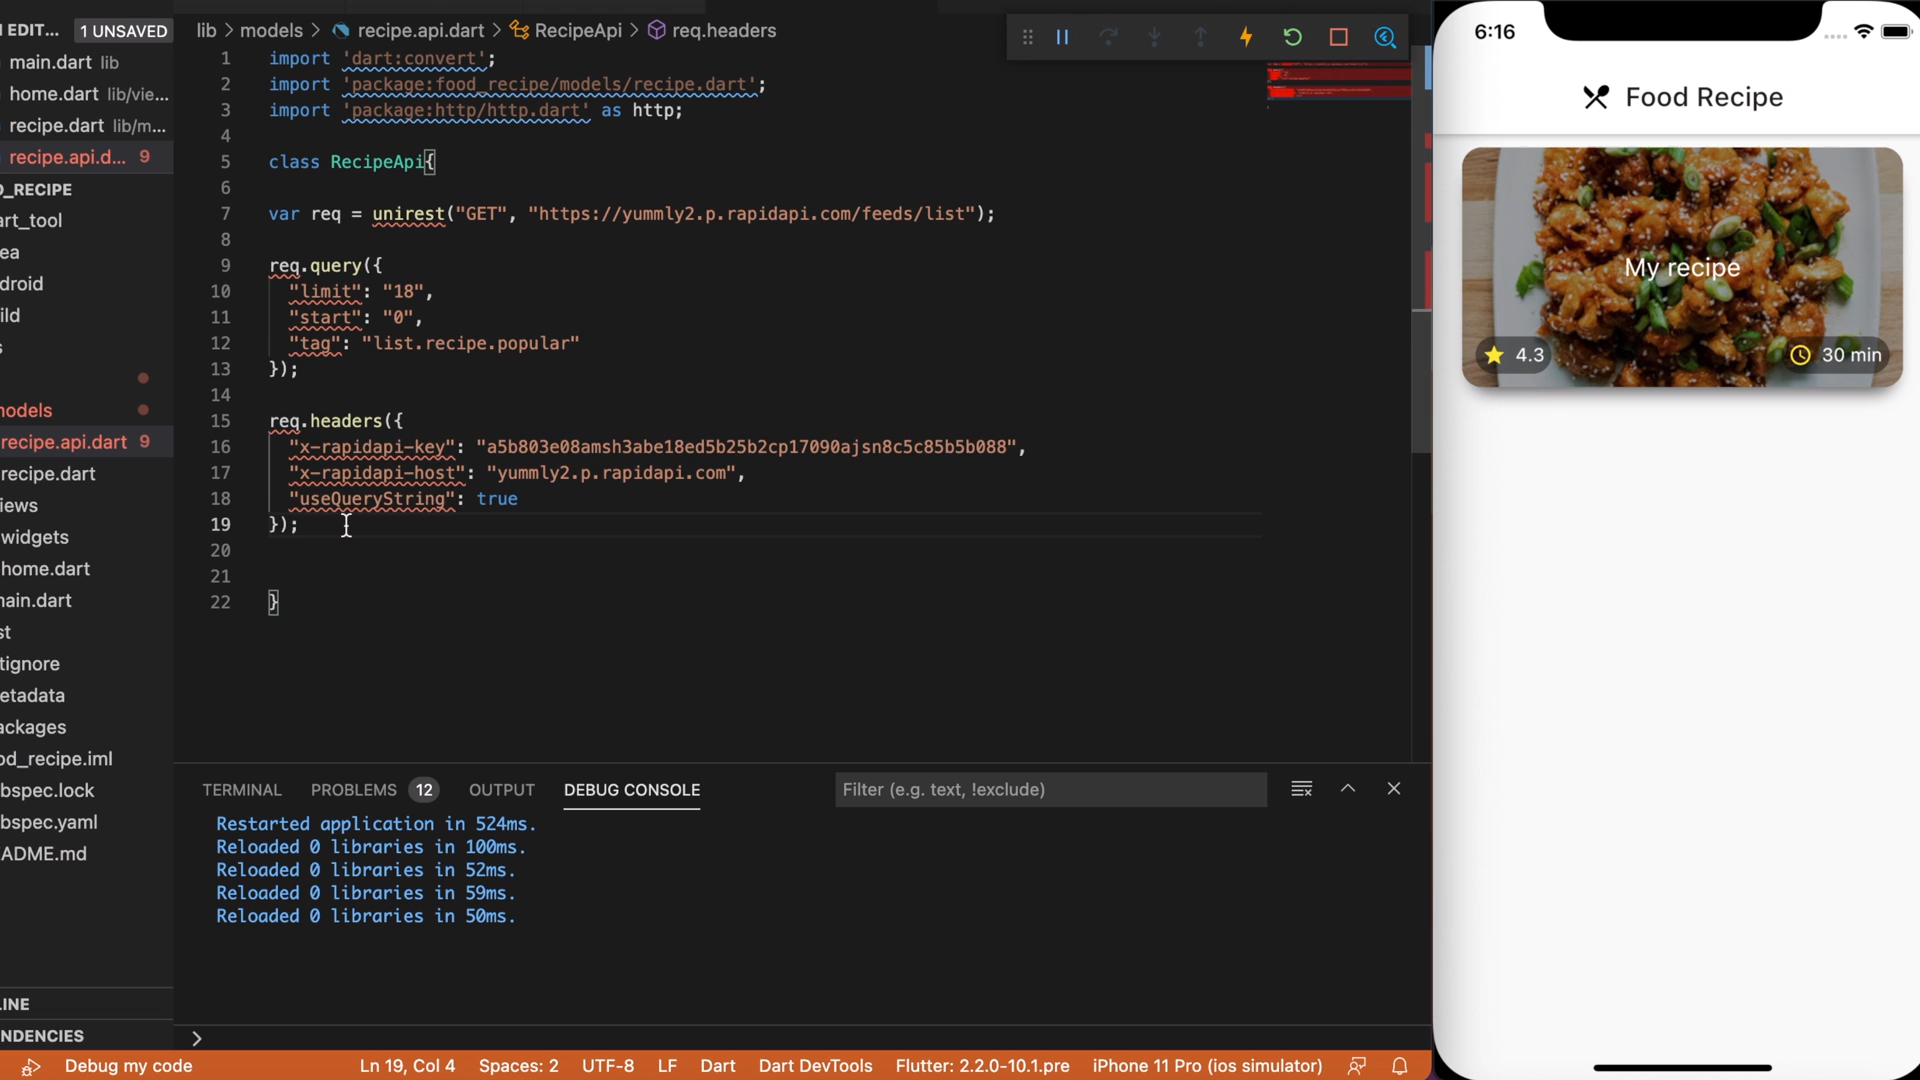 EDIT... 1 UNSAVED
main.dart lib
home.dart lib/vie...
recipe.dart lib/m...
recipe.api.d... 9
D_RECIPE
art_tool
ea
droid
ild
s
models
recipe.api.dart 9
recipe.dart
iews
widgets
home.dart
main.dart
st
tignore
etadata
ackages
od_recipe.iml
bspec.lock
bspec.yaml
ADME.md
LINE
NDENCIES
lib > models > recipe.api.dart > RecipeApi > req.headers
1 import 'dart:convert';
2 import 'package:food_recipe/models/recipe.dart';
3 import 'package:http/http.dart' as http;
4
5 class RecipeApi{
6
7 var req = unirest("GET", "https://yummly2.p.rapidapi.com/feeds/list");
8
9 req.query({
10 "limit": "18",
11 "start": "0",
12 "tag": "list.recipe.popular"
13 });
14
15 req.headers({
16 "x-rapidapi-key": "a5b803e08amsh3abe18ed5b25b2cp17090ajsn8c5c85b5b088",
17 "x-rapidapi-host": "yummly2.p.rapidapi.com",
18 "useQueryString": true
19 });
20
21
22 }
TERMINAL PROBLEMS 12 OUTPUT DEBUG CONSOLE Filter (e.g. text, !exclude)
Restarted application in 524ms.
Reloaded 0 libraries in 100ms.
Reloaded 0 libraries in 52ms.
Reloaded 0 libraries in 59ms.
Reloaded 0 libraries in 50ms.
Debug my code Ln 19, Col 4 Spaces: 2 UTF-8 LF Dart Dart DevTools Flutter: 2.2.0-10.1.pre iPhone 11 Pro (ios simulator)
6:16
Food Recipe
My recipe
4.3 30 min